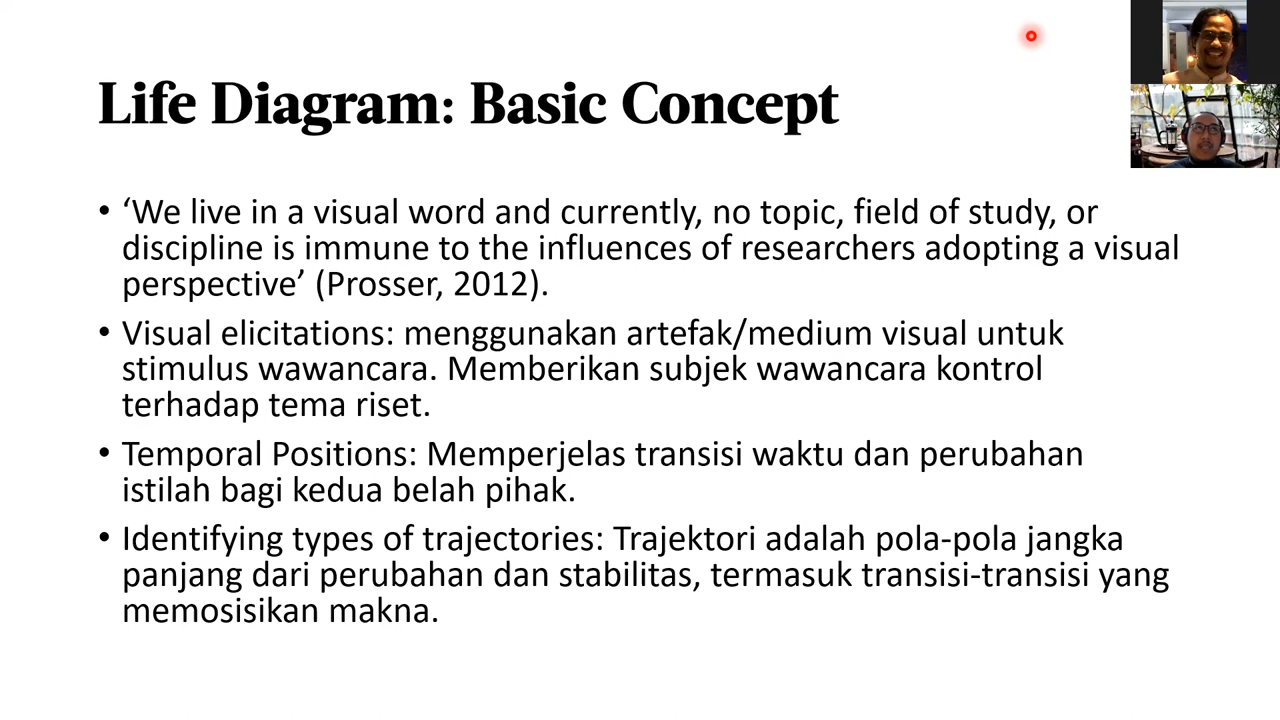 Life Diagram: Basic Concept
• ‘We live in a visual word and currently, no topic, field of study, or
discipline is immune to the influences of researchers adopting a visual
perspective’ (Prosser, 2012).
• Visual elicitations: menggunakan artefak/medium visual untuk
stimulus wawancara. Memberikan subjek wawancara kontrol
terhadap tema riset.
• Temporal Positions: Memperjelas transisi waktu dan perubahan
istilah bagi kedua belah pihak.
• Identifying types of trajectories: Trajektori adalah pola-pola jangka
panjang dari perubahan dan stabilitas, termasuk transisi-transisi yang
memosisikan makna.